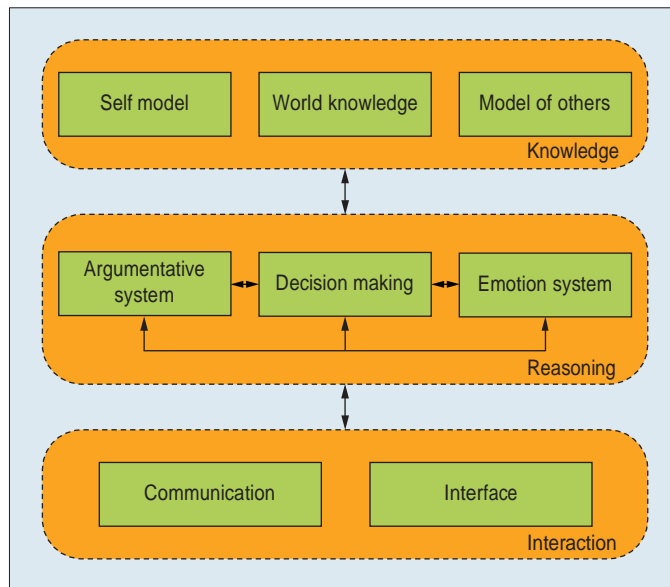 Self model
World knowledge
Model of others
Knowledge
Argumentative
system
Decision making
Emotion system
Reasoning
Communication
Interface
Interaction